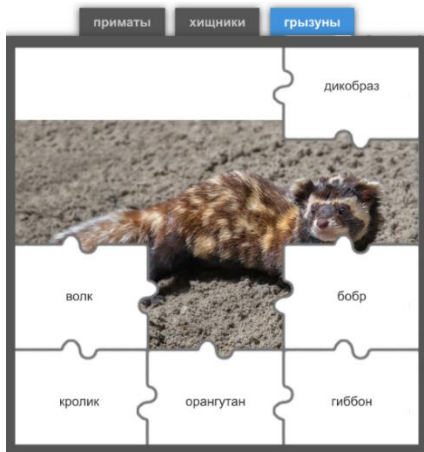 приматы хищники грызуны
дикобраз
волк бобр
кролик орангутан гиббон